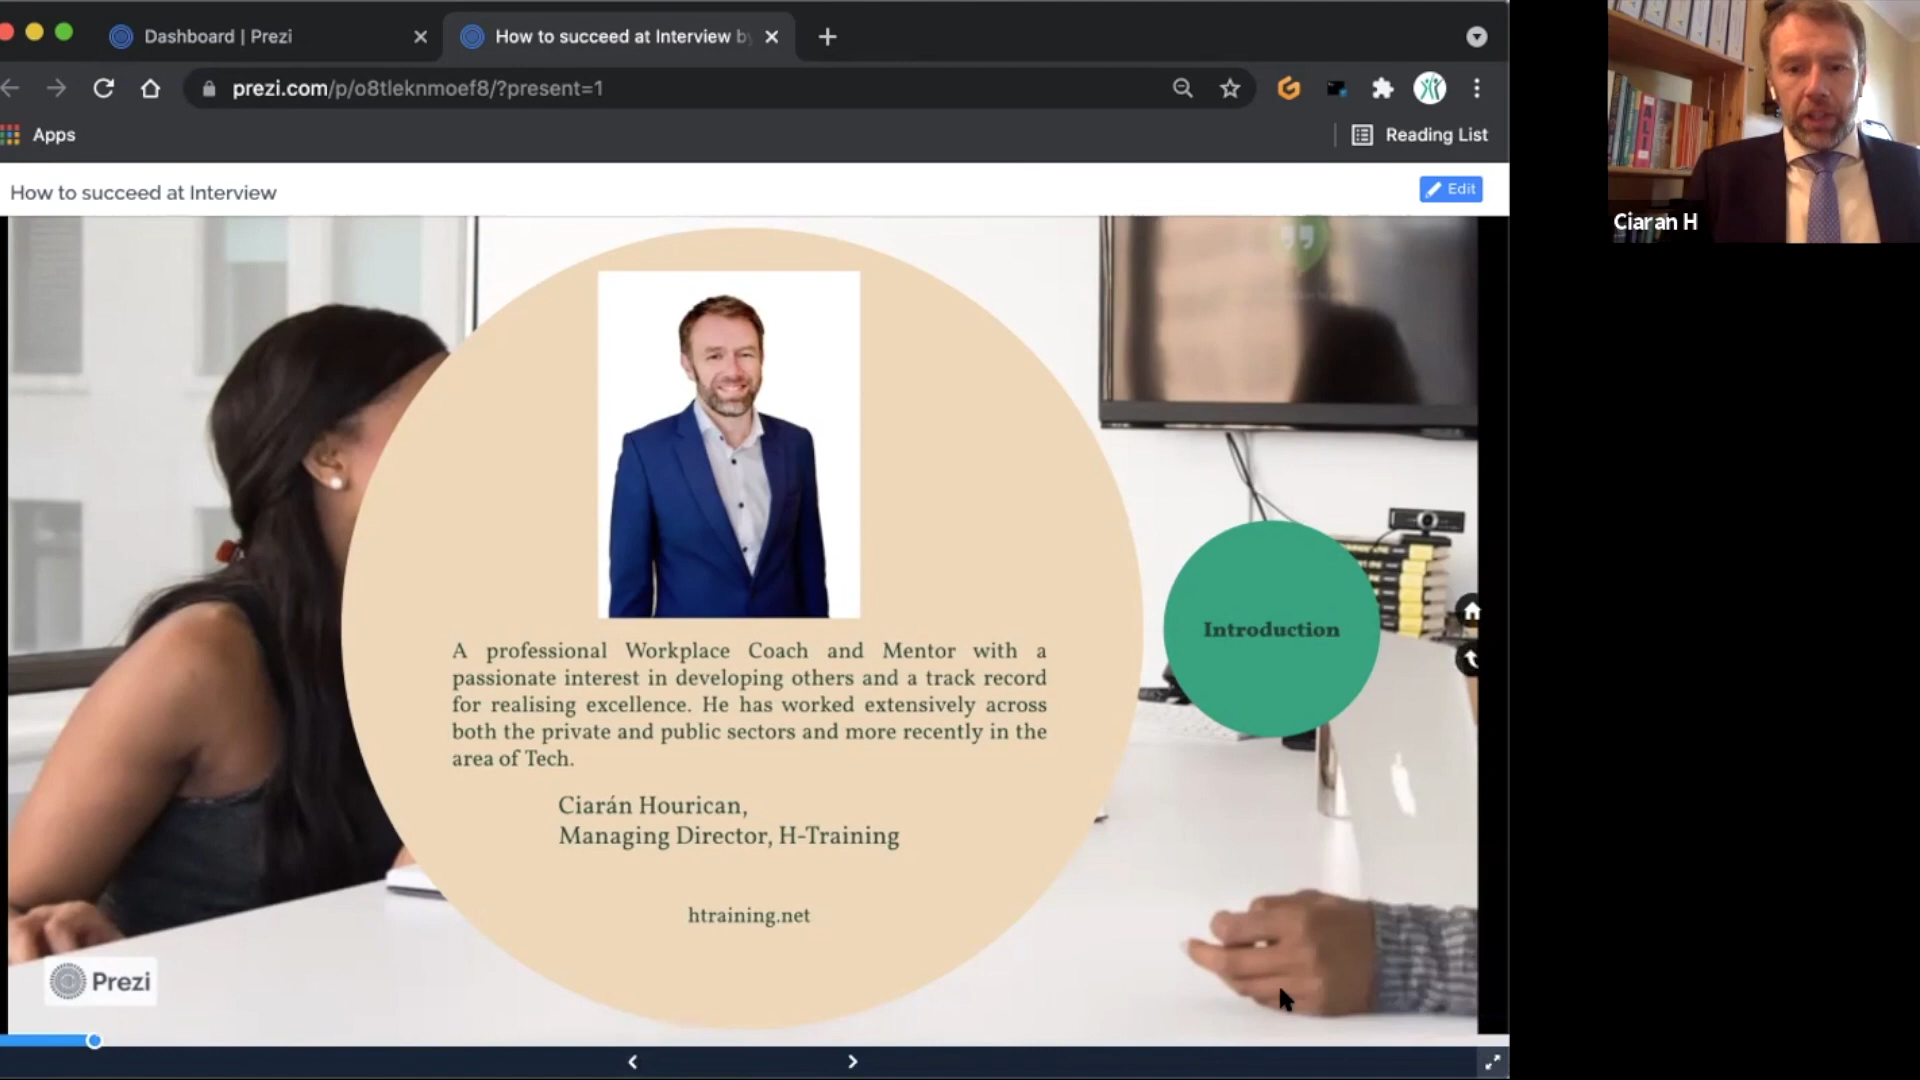 Dashboard | Prezi
How to succeed at Interview b
prezi.com/p/o8tleknmoef8/?present=1
Apps
Reading List
How to succeed at Interview
Edit
Ciaran H
A professional Workplace Coach and Mentor with a
passionate interest in developing others and a track record
for realising excellence. He has worked extensively across
both the private and public sectors and more recently in the
area of Tech.
Ciarán Hourican,
Managing Director, H-Training
htraining.net
Introduction
Prezi